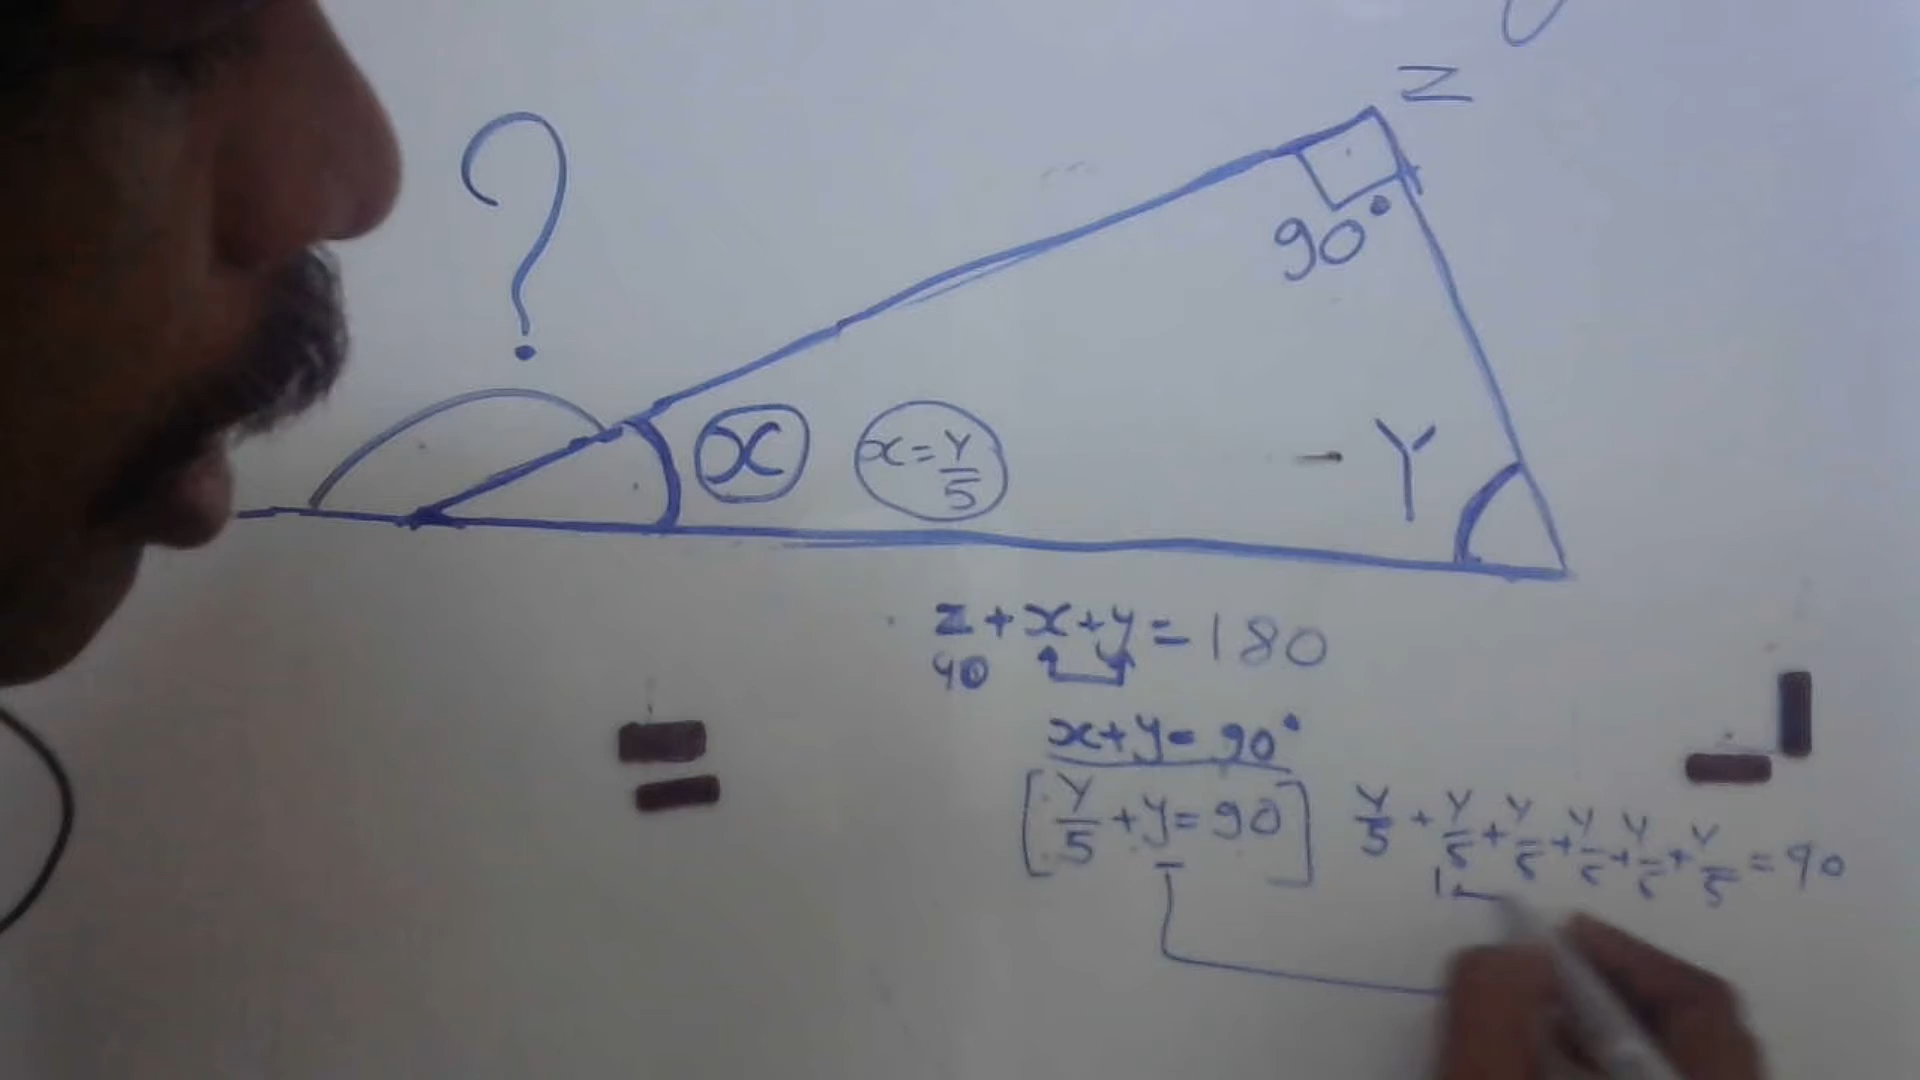 ?
Z
90°
x
x = Y/5
Y
z + x + y = 180
90
x + y = 90°
[Y/5 + y = 90] Y/5 + Y/5 + Y/5 + Y/5 + Y/5 + Y/5 = 90